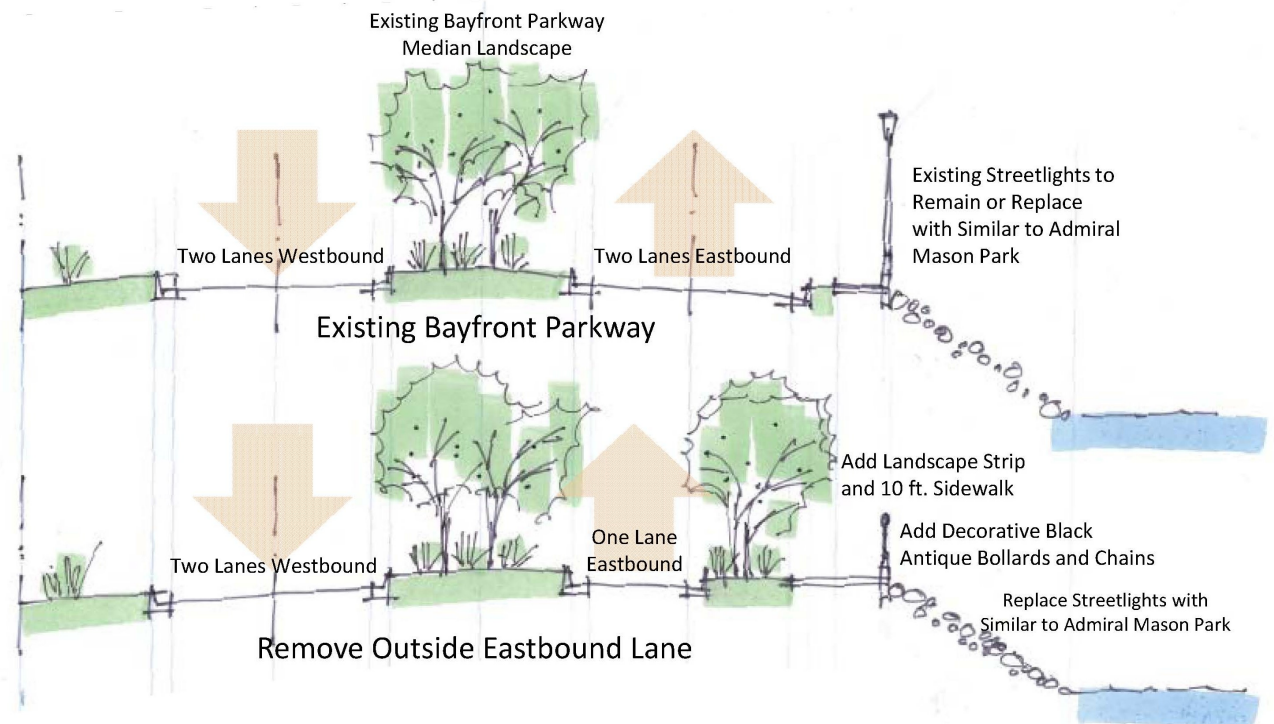 Existing Bayfront Parkway
Median Landscape
Existing Streetlights to
Remain or Replace
with Similar to Admiral
Mason Park
Two Lanes Westbound
Two Lanes Eastbound
Existing Bayfront Parkway
Add Landscape Strip
and 10 ft. Sidewalk
Add Decorative Black
Antique Bollards and Chains
One Lane
Eastbound
Two Lanes Westbound
Replace Streetlights with
Similar to Admiral Mason Park
Remove Outside Eastbound Lane